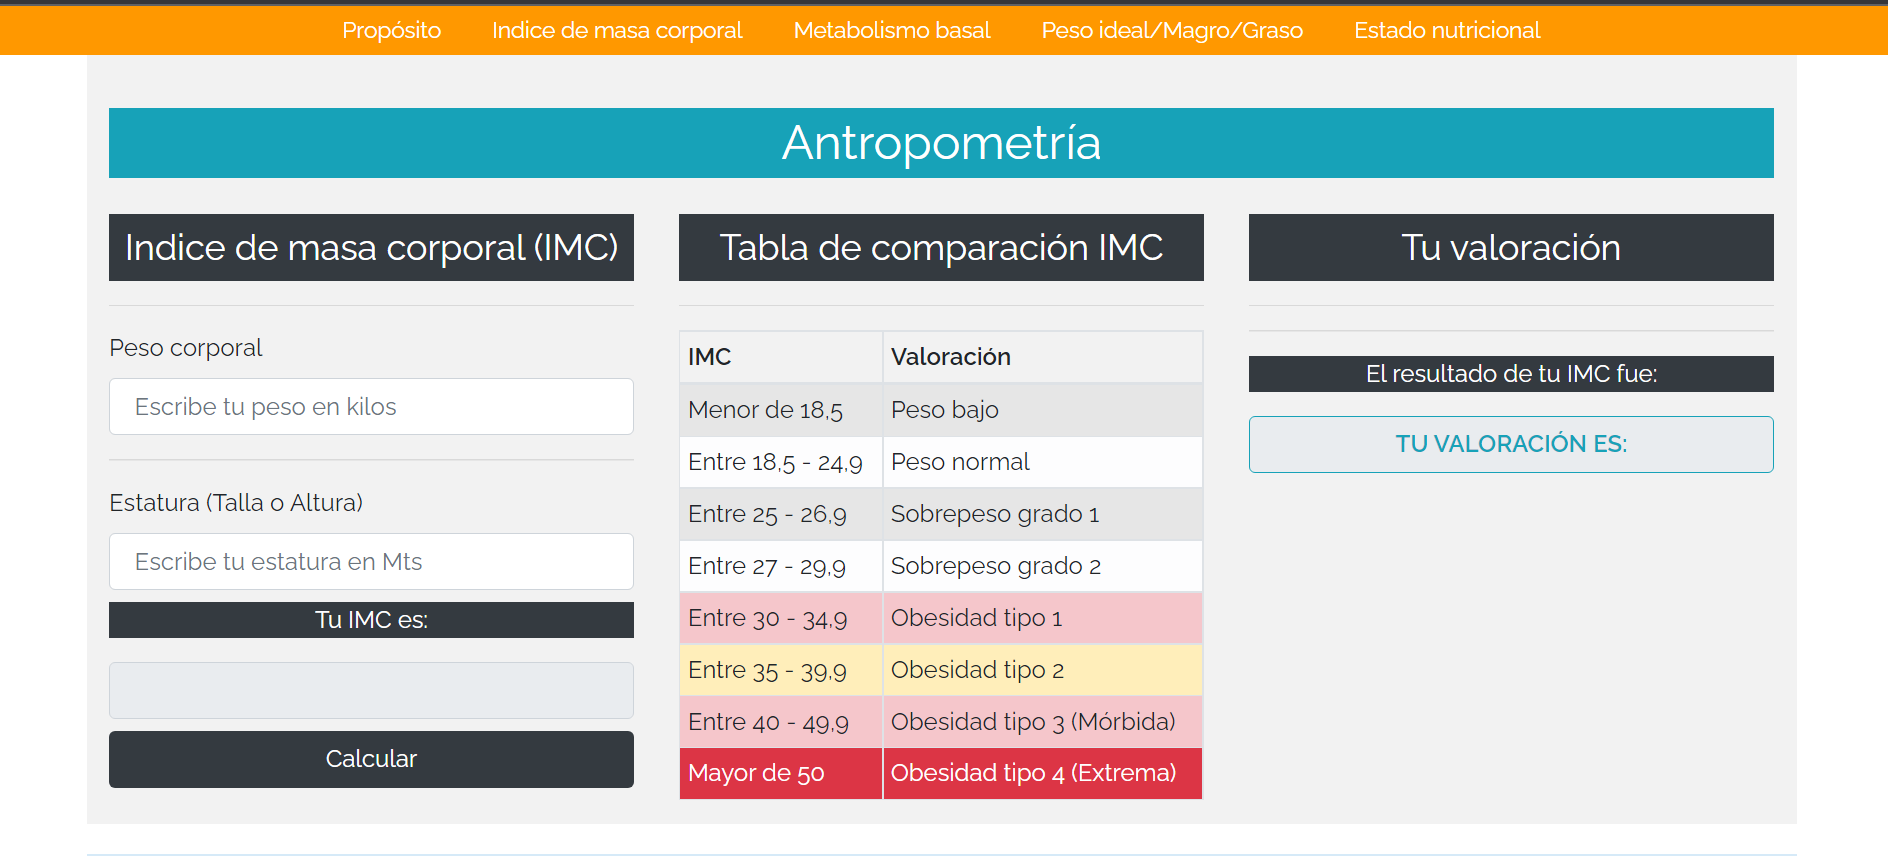 Propósito Indice de masa corporal Metabolismo basal Peso ideal/Magro/Graso Estado nutricional
Antropometría
Indice de masa corporal (IMC)
Peso corporal
Escribe tu peso en kilos
Estatura (Talla o Altura)
Escribe tu estatura en Mts
Tu IMC es:
Calcular
Tabla de comparación IMC
IMC Valoración
Menor de 18,5 Peso bajo
Entre 18,5 - 24,9 Peso normal
Entre 25 - 26,9 Sobrepeso grado 1
Entre 27 - 29,9 Sobrepeso grado 2
Entre 30 - 34,9 Obesidad tipo 1
Entre 35 - 39,9 Obesidad tipo 2
Entre 40 - 49,9 Obesidad tipo 3 (Mórbida)
Mayor de 50 Obesidad tipo 4 (Extrema)
Tu valoración
El resultado de tu IMC fue:
TU VALORACIÓN ES: